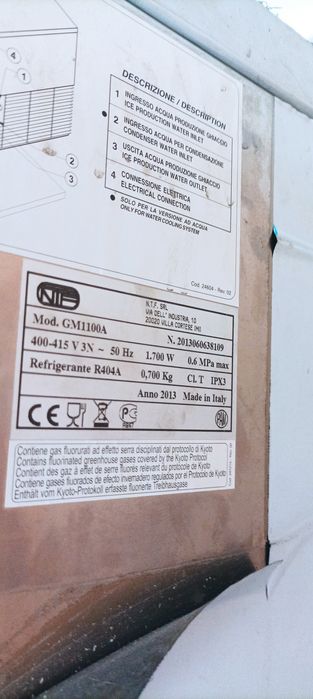 4
1
2
3
DESCRIZIONE / DESCRIPTION
1 INGRESSO ACQUA PRODUZIONE GHIACCIO
ICE PRODUCTION WATER INLET
● 2 INGRESSO ACQUA PER CONDENSAZIONE
CONDENSER WATER INLET
3 USCITA ACQUA PRODUZIONE GHIACCIO
ICE PRODUCTION WATER OUTLET
4 CONNESSIONE ELETTRICA
ELECTRICAL CONNECTION
● SOLO PER LA VERSIONE AD ACQUA
ONLY FOR WATER COOLING SYSTEM
Cod. 24604 - Rev. 02
NTF
N.T.F. SRL
VIA DELL' INDUSTRIA, 10
20020 VILLA CORTESE (MI)
Mod. GM1100A N. 2013060638109
400-415 V 3N ~ 50 Hz 1.700 W 0.6 MPa max
Refrigerante R404A 0,700 Kg Cl. T IPX3
Anno 2013 Made in Italy
CE
Contiene gas fluorurati ad effetto serra disciplinati dal protocollo di Kyoto
Contains fluorinated greenhouse gases covered by the Kyoto Protocol
Contient des gaz à effet de serre fluorés relevant du protocole de Kyoto
Contiene gases fluorados de efecto invernadero regulados por el Protocolo de Kyoto
Enthält vom Kyoto-Protokoll erfasste fluorierte Treibhausgase